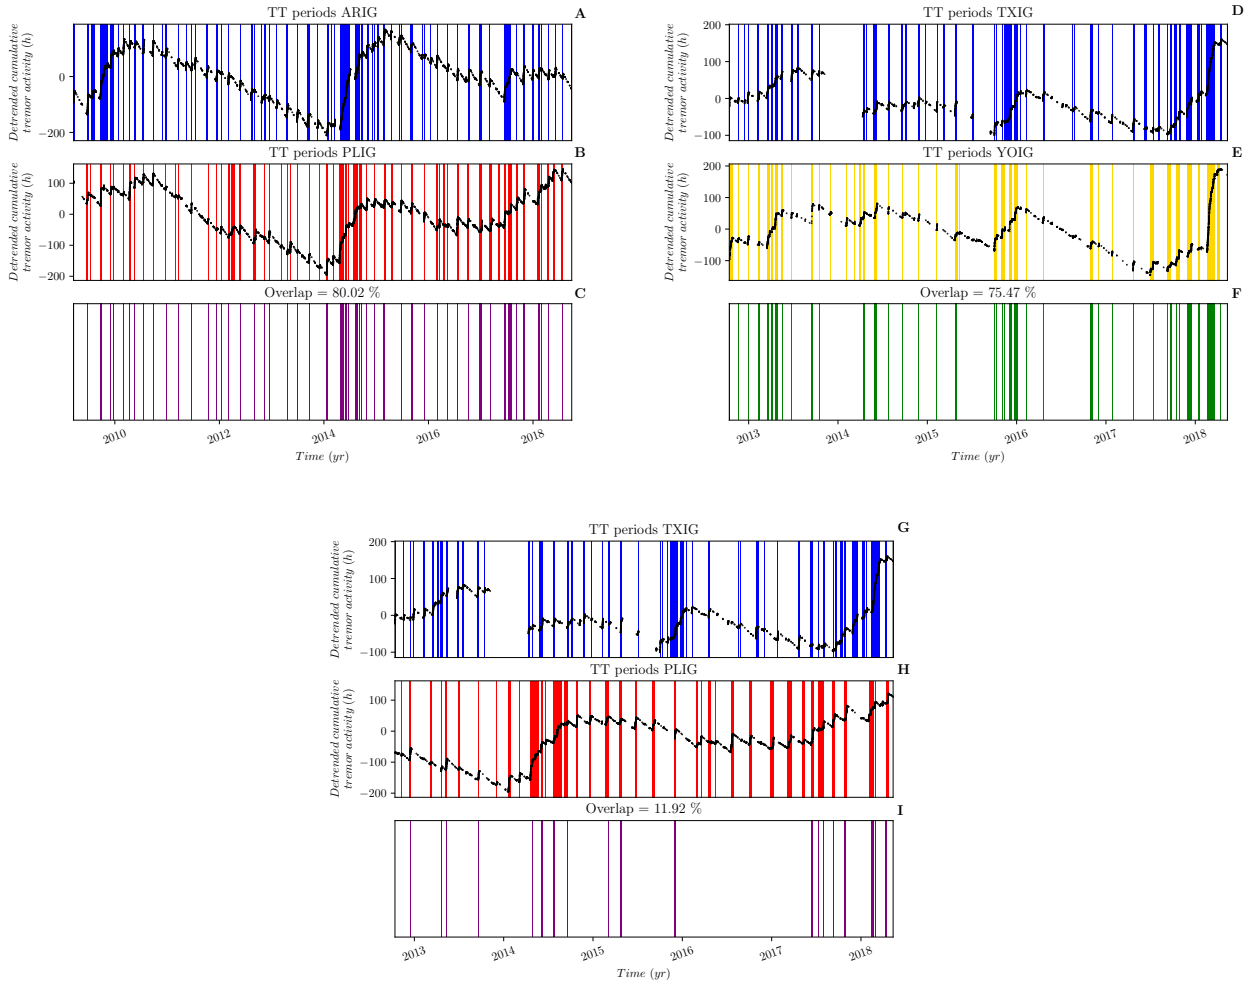 TT periods ARIG
A
Detrended cumulative
tremor activity (h)
0
−200
TT periods PLIG
B
Detrended cumulative
tremor activity (h)
100
0
−100
−200
Overlap = 80.02 %
C
2010
2012
2014
2016
2018
Time (yr)
TT periods TXIG
D
Detrended cumulative
tremor activity (h)
200
100
0
−100
TT periods YOIG
E
Detrended cumulative
tremor activity (h)
200
100
0
−100
Overlap = 75.47 %
F
2013
2014
2015
2016
2017
2018
Time (yr)
TT periods TXIG
G
Detrended cumulative
tremor activity (h)
200
100
0
−100
TT periods PLIG
H
Detrended cumulative
tremor activity (h)
100
0
−100
−200
Overlap = 11.92 %
I
2013
2014
2015
2016
2017
2018
Time (yr)